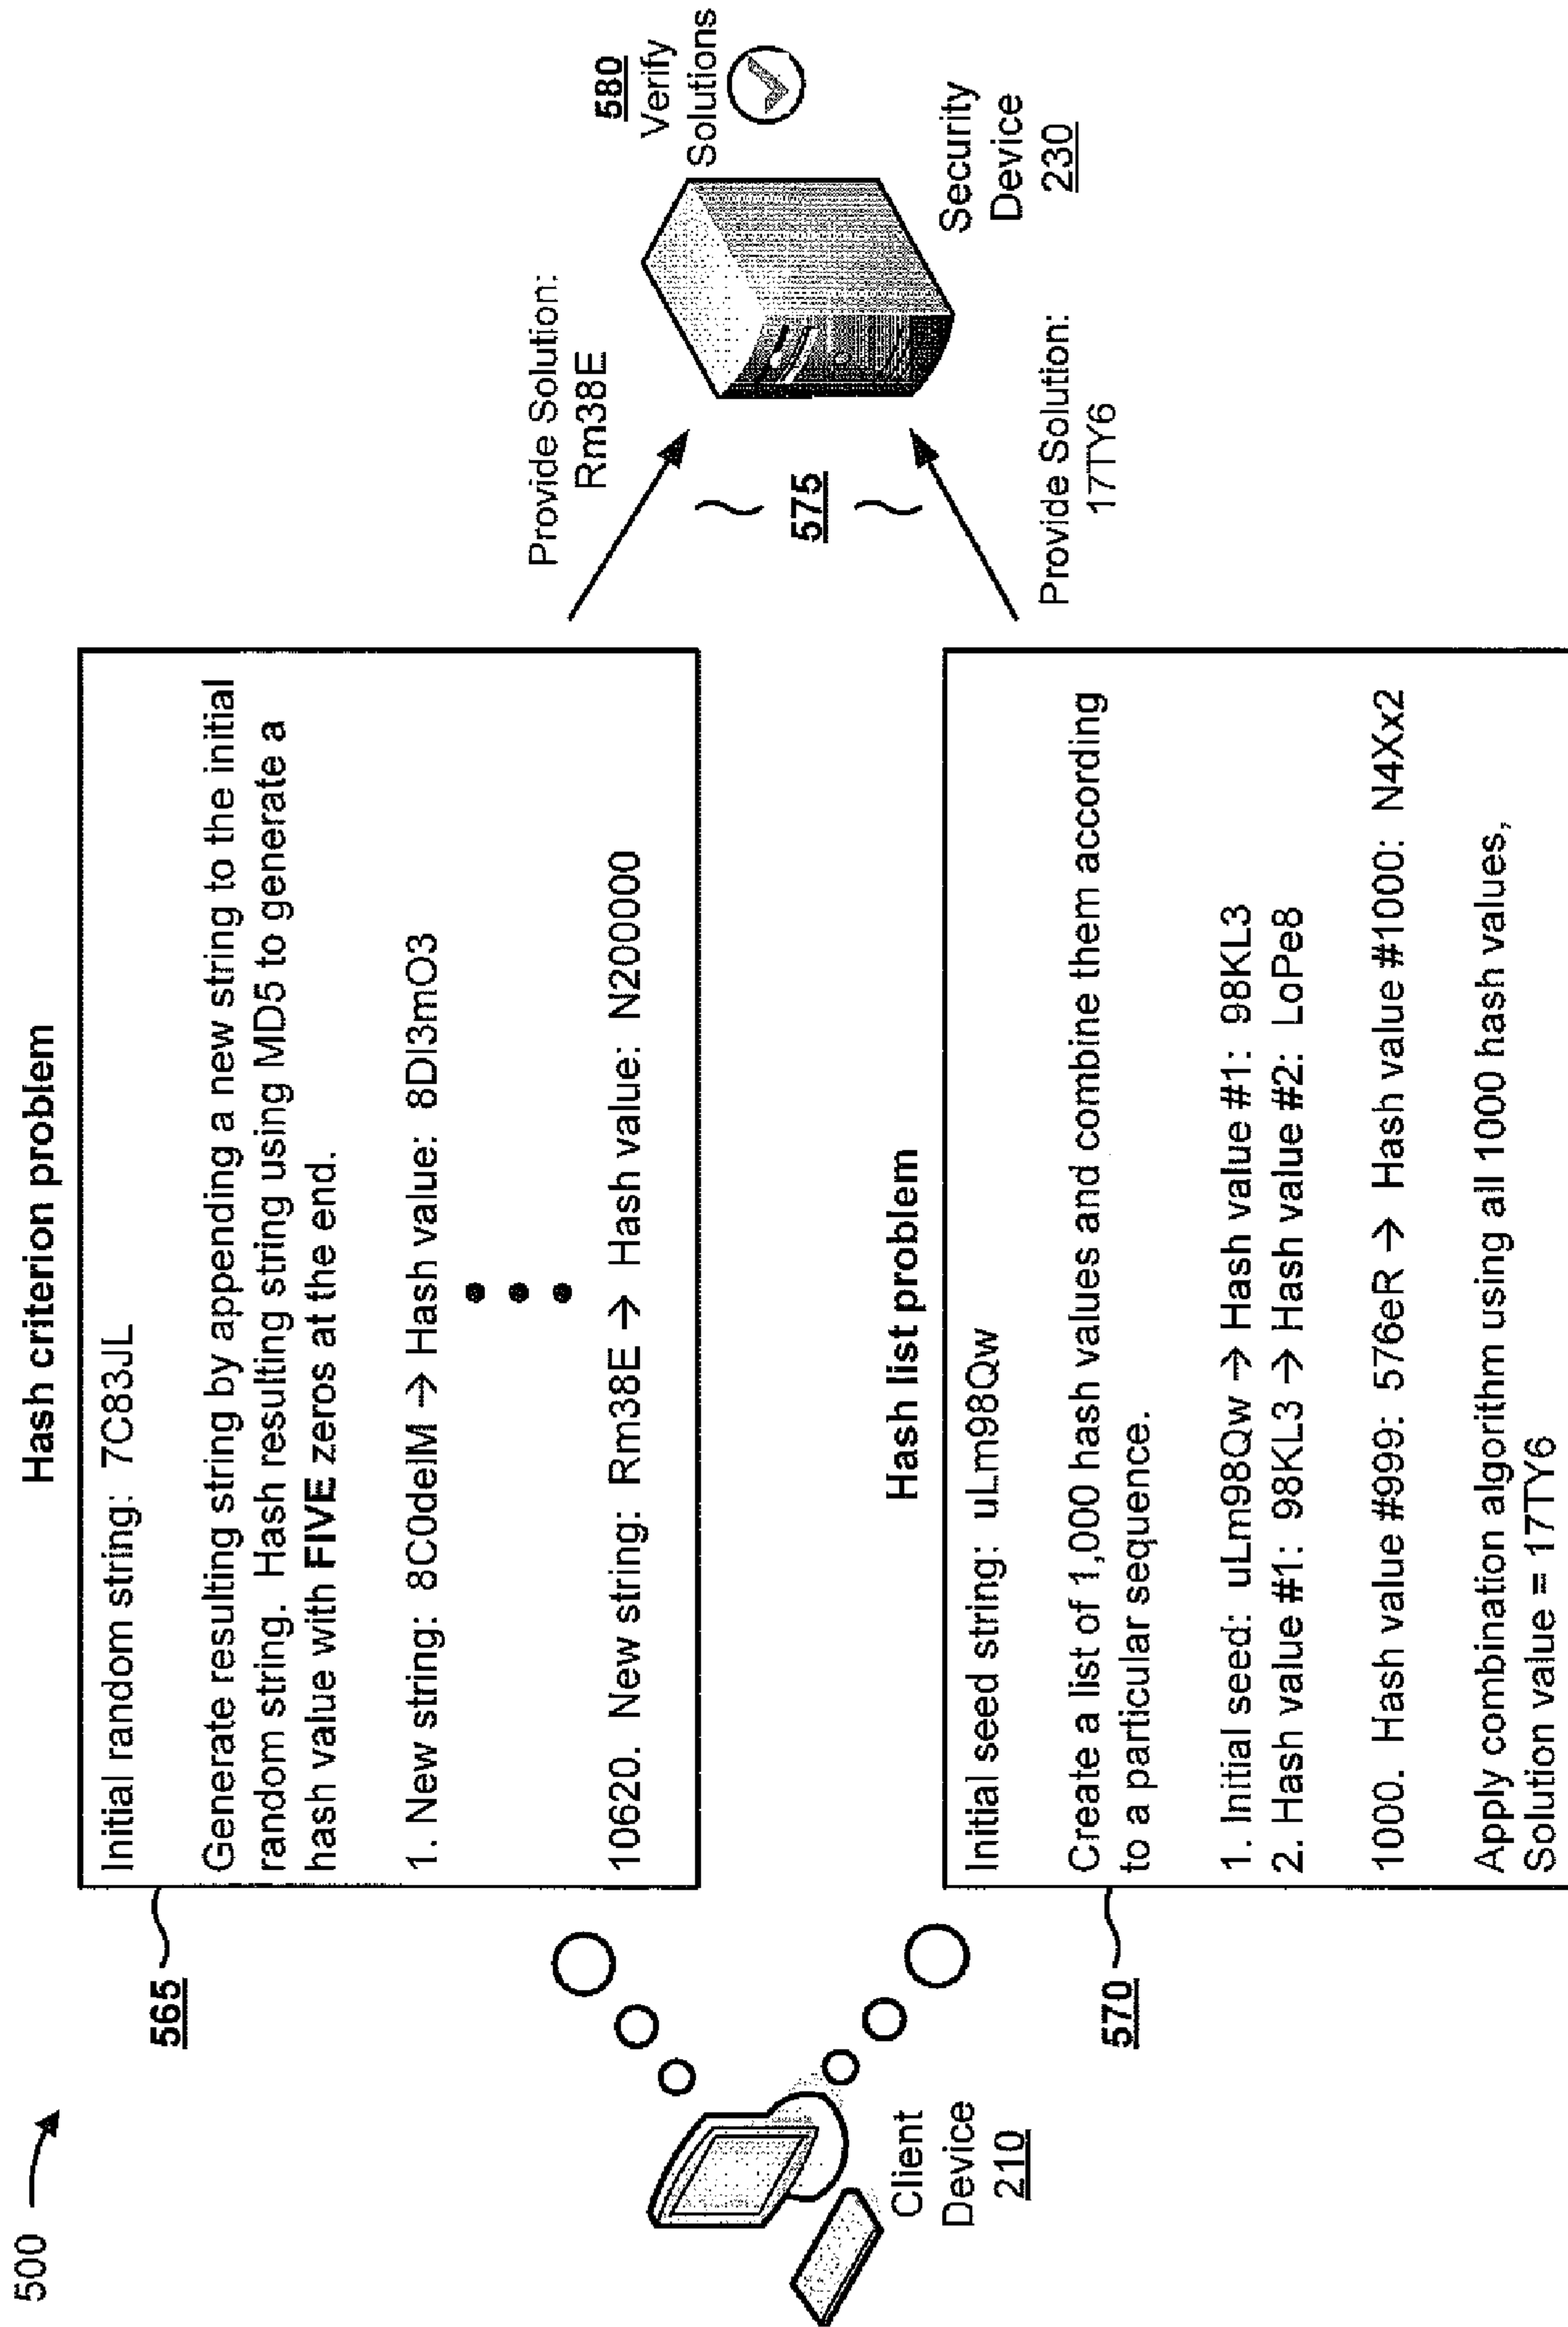 500
Hash criterion problem
565
Initial random string: 7C83JL
Generate resulting string by appending a new string to the initial
random string. Hash resulting string using MD5 to generate a
hash value with FIVE zeros at the end.
1. New string: 8C0delM → Hash value: 8DI3mO3
10620. New string: Rm38E → Hash value: N200000
Client
Device
210
Hash list problem
570
Initial seed string: uLm98Qw
Create a list of 1,000 hash values and combine them according
to a particular sequence.
1. Initial seed: uLm98Qw → Hash value #1: 98KL3
2. Hash value #1: 98KL3 → Hash value #2: LoPe8
1000. Hash value #999: 576eR → Hash value #1000: N4Xx2
Apply combination algorithm using all 1000 hash values,
Solution value = 17TY6
Provide Solution:
Rm38E
575
Provide Solution:
17TY6
580
Verify
Solutions
Security
Device
230